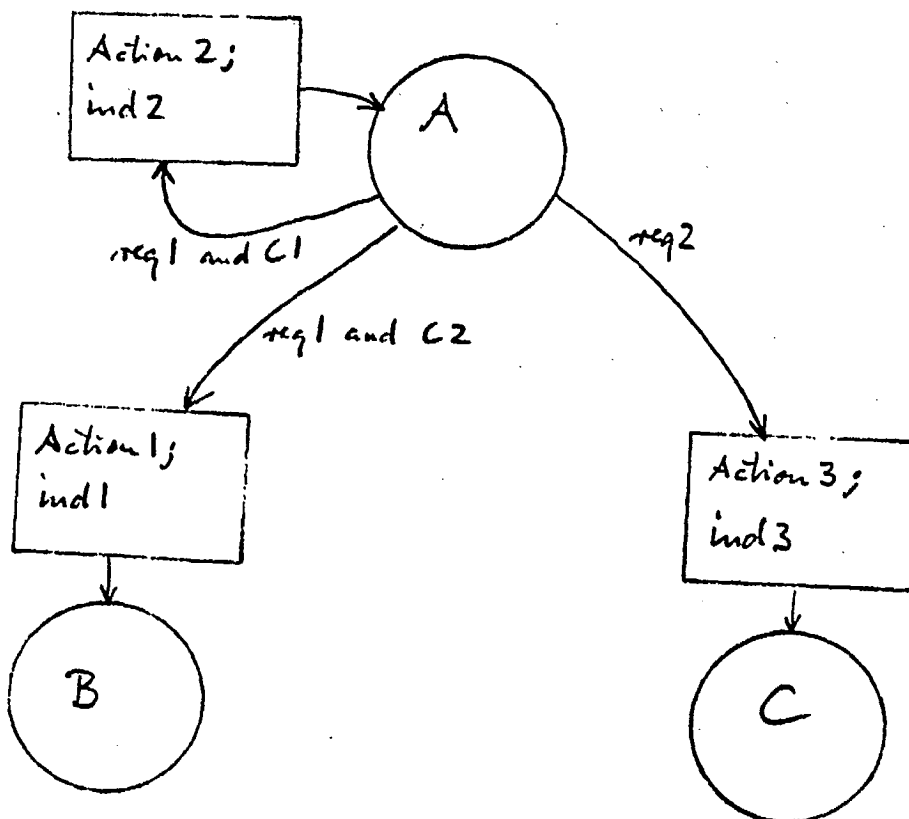 Action 2;
ind 2
A
req 1 and C1
req 2
req 1 and C2
Action 1;
ind 1
Action 3;
ind 3
B
C